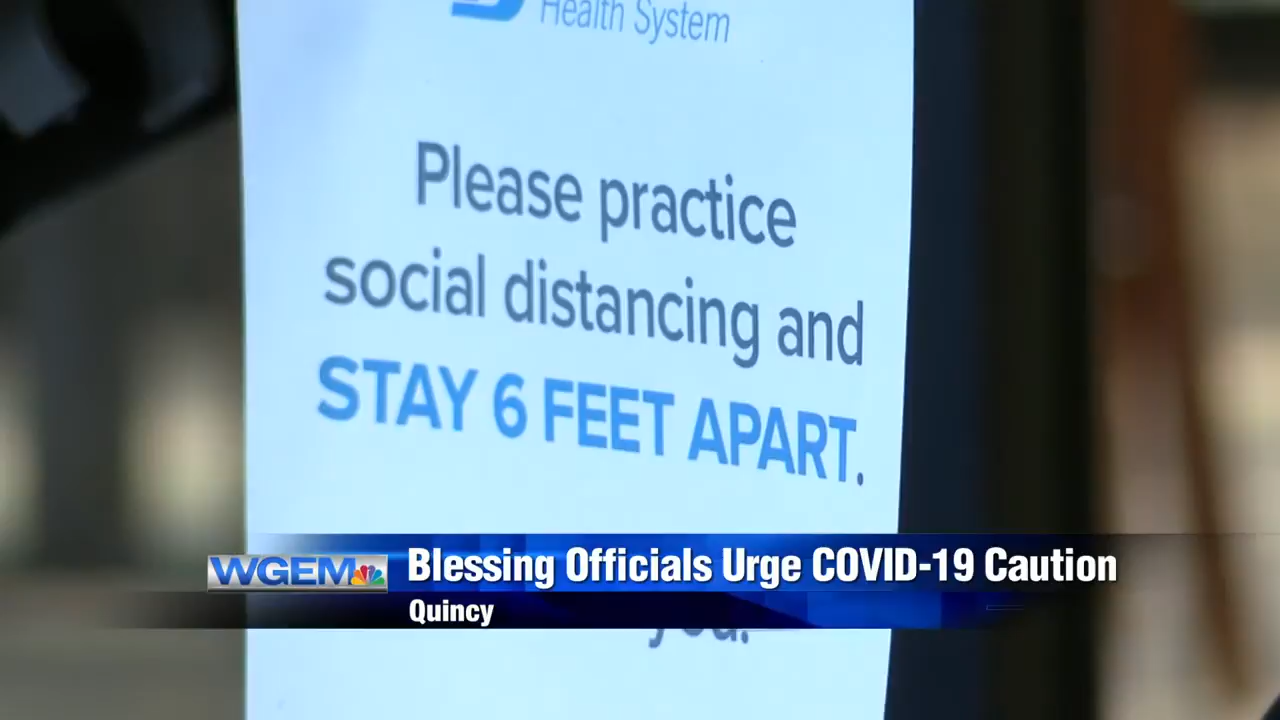 Health System
Please practice
social distancing and
STAY 6 FEET APART.
WGEM
Blessing Officials Urge COVID-19 Caution
Quincy
you.